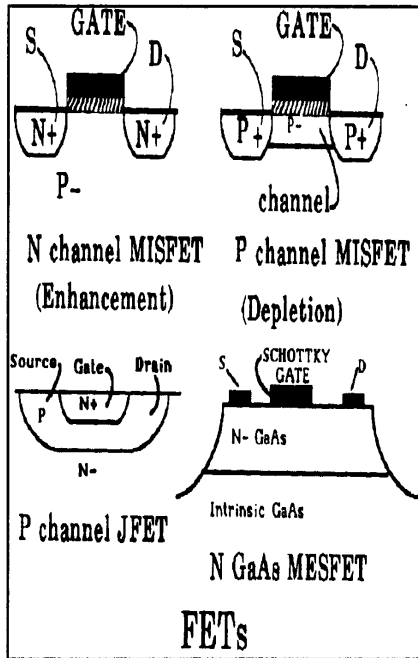 GATE
S
D
N+
N+
P-
N channel MISFET
(Enhancement)
GATE
S
D
P+
P-
P+
channel
P channel MISFET
(Depletion)
Source
Gate
Drain
P
N+
N-
P channel JFET
SCHOTTKY
GATE
S
D
N- GaAs
Intrinsic GaAs
N GaAs MESFET
FETs